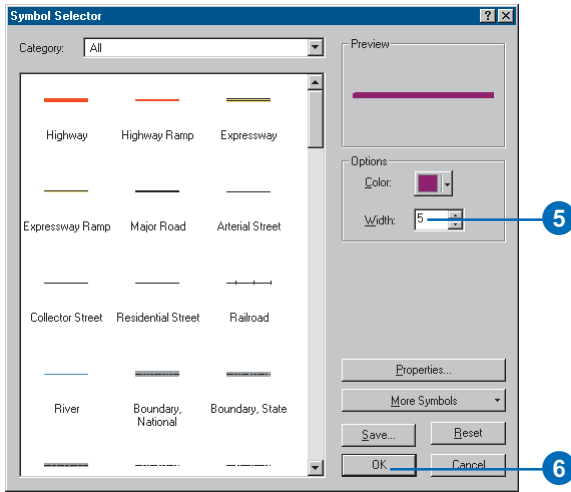 Symbol Selector
Category: All
Highway Highway Ramp Expressway
Expressway Ramp Major Road Arterial Street
Collector Street Residential Street Railroad
River Boundary, National Boundary, State
Preview
Options
Color:
Width: 5
5
Properties...
More Symbols
Save... Reset
OK Cancel
6